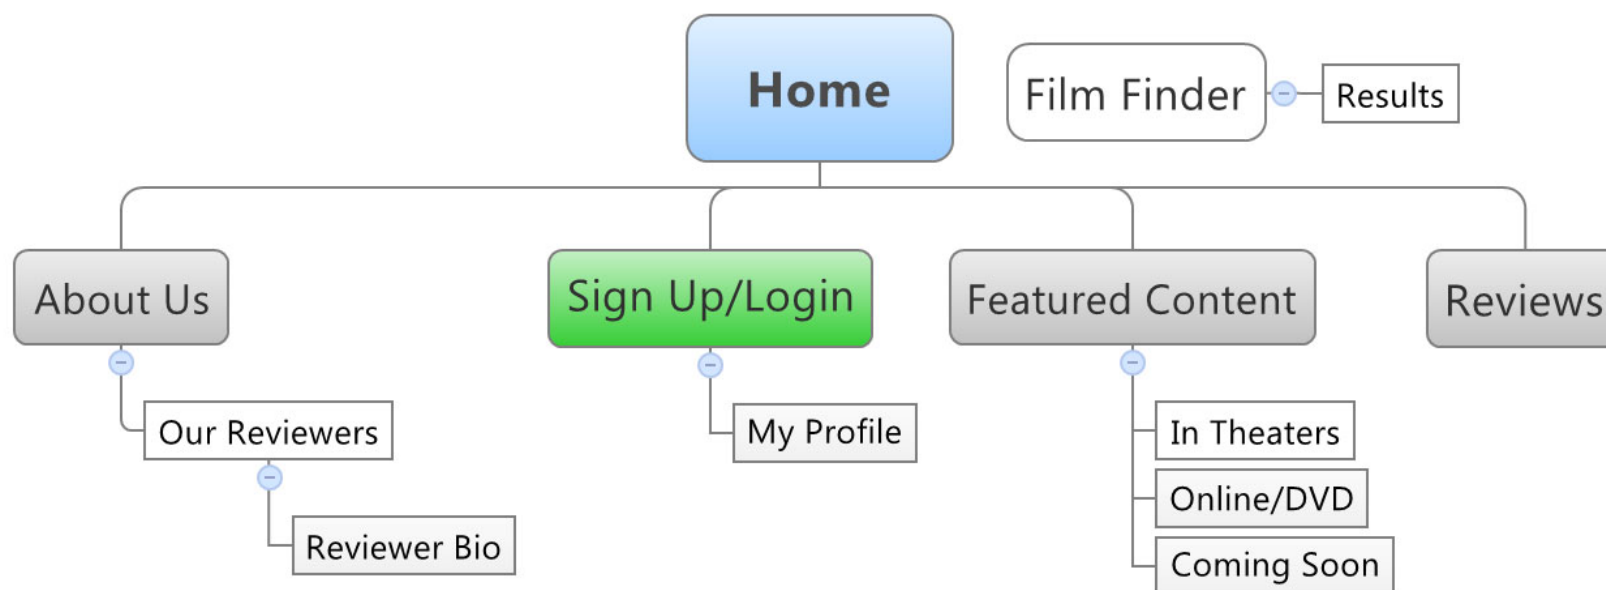 Home
Film Finder
Results
About Us
Sign Up/Login
Featured Content
Reviews
Our Reviewers
My Profile
In Theaters
Online/DVD
Reviewer Bio
Coming Soon